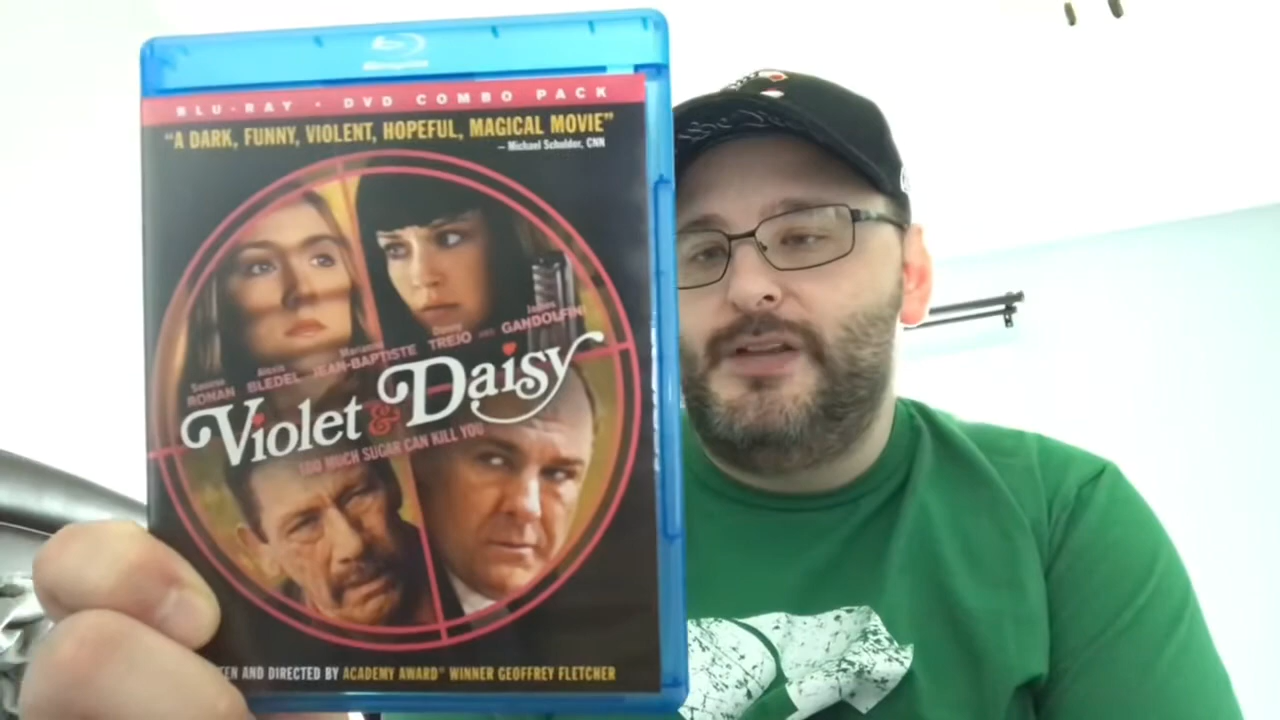 BLU-RAY • DVD COMBO PACK
"A DARK, FUNNY, VIOLENT, HOPEFUL, MAGICAL MOVIE"
– Michael Scholder, CNN
Saoirse RONAN Alexis BLEDEL Marianne JEAN-BAPTISTE Danny TREJO AND James GANDOLFINI
Violet & Daisy
TOO MUCH SUGAR CAN KILL YOU
AND DIRECTED BY ACADEMY AWARD® WINNER GEOFFREY FLETCHER